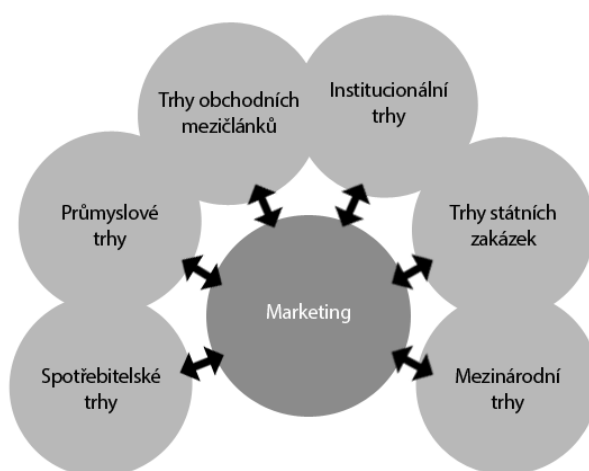 Trhy obchodních
mezičlánků
Institucionální
trhy
Průmyslové
trhy
Trhy státních
zakázek
Marketing
Spotřebitelské
trhy
Mezinárodní
trhy